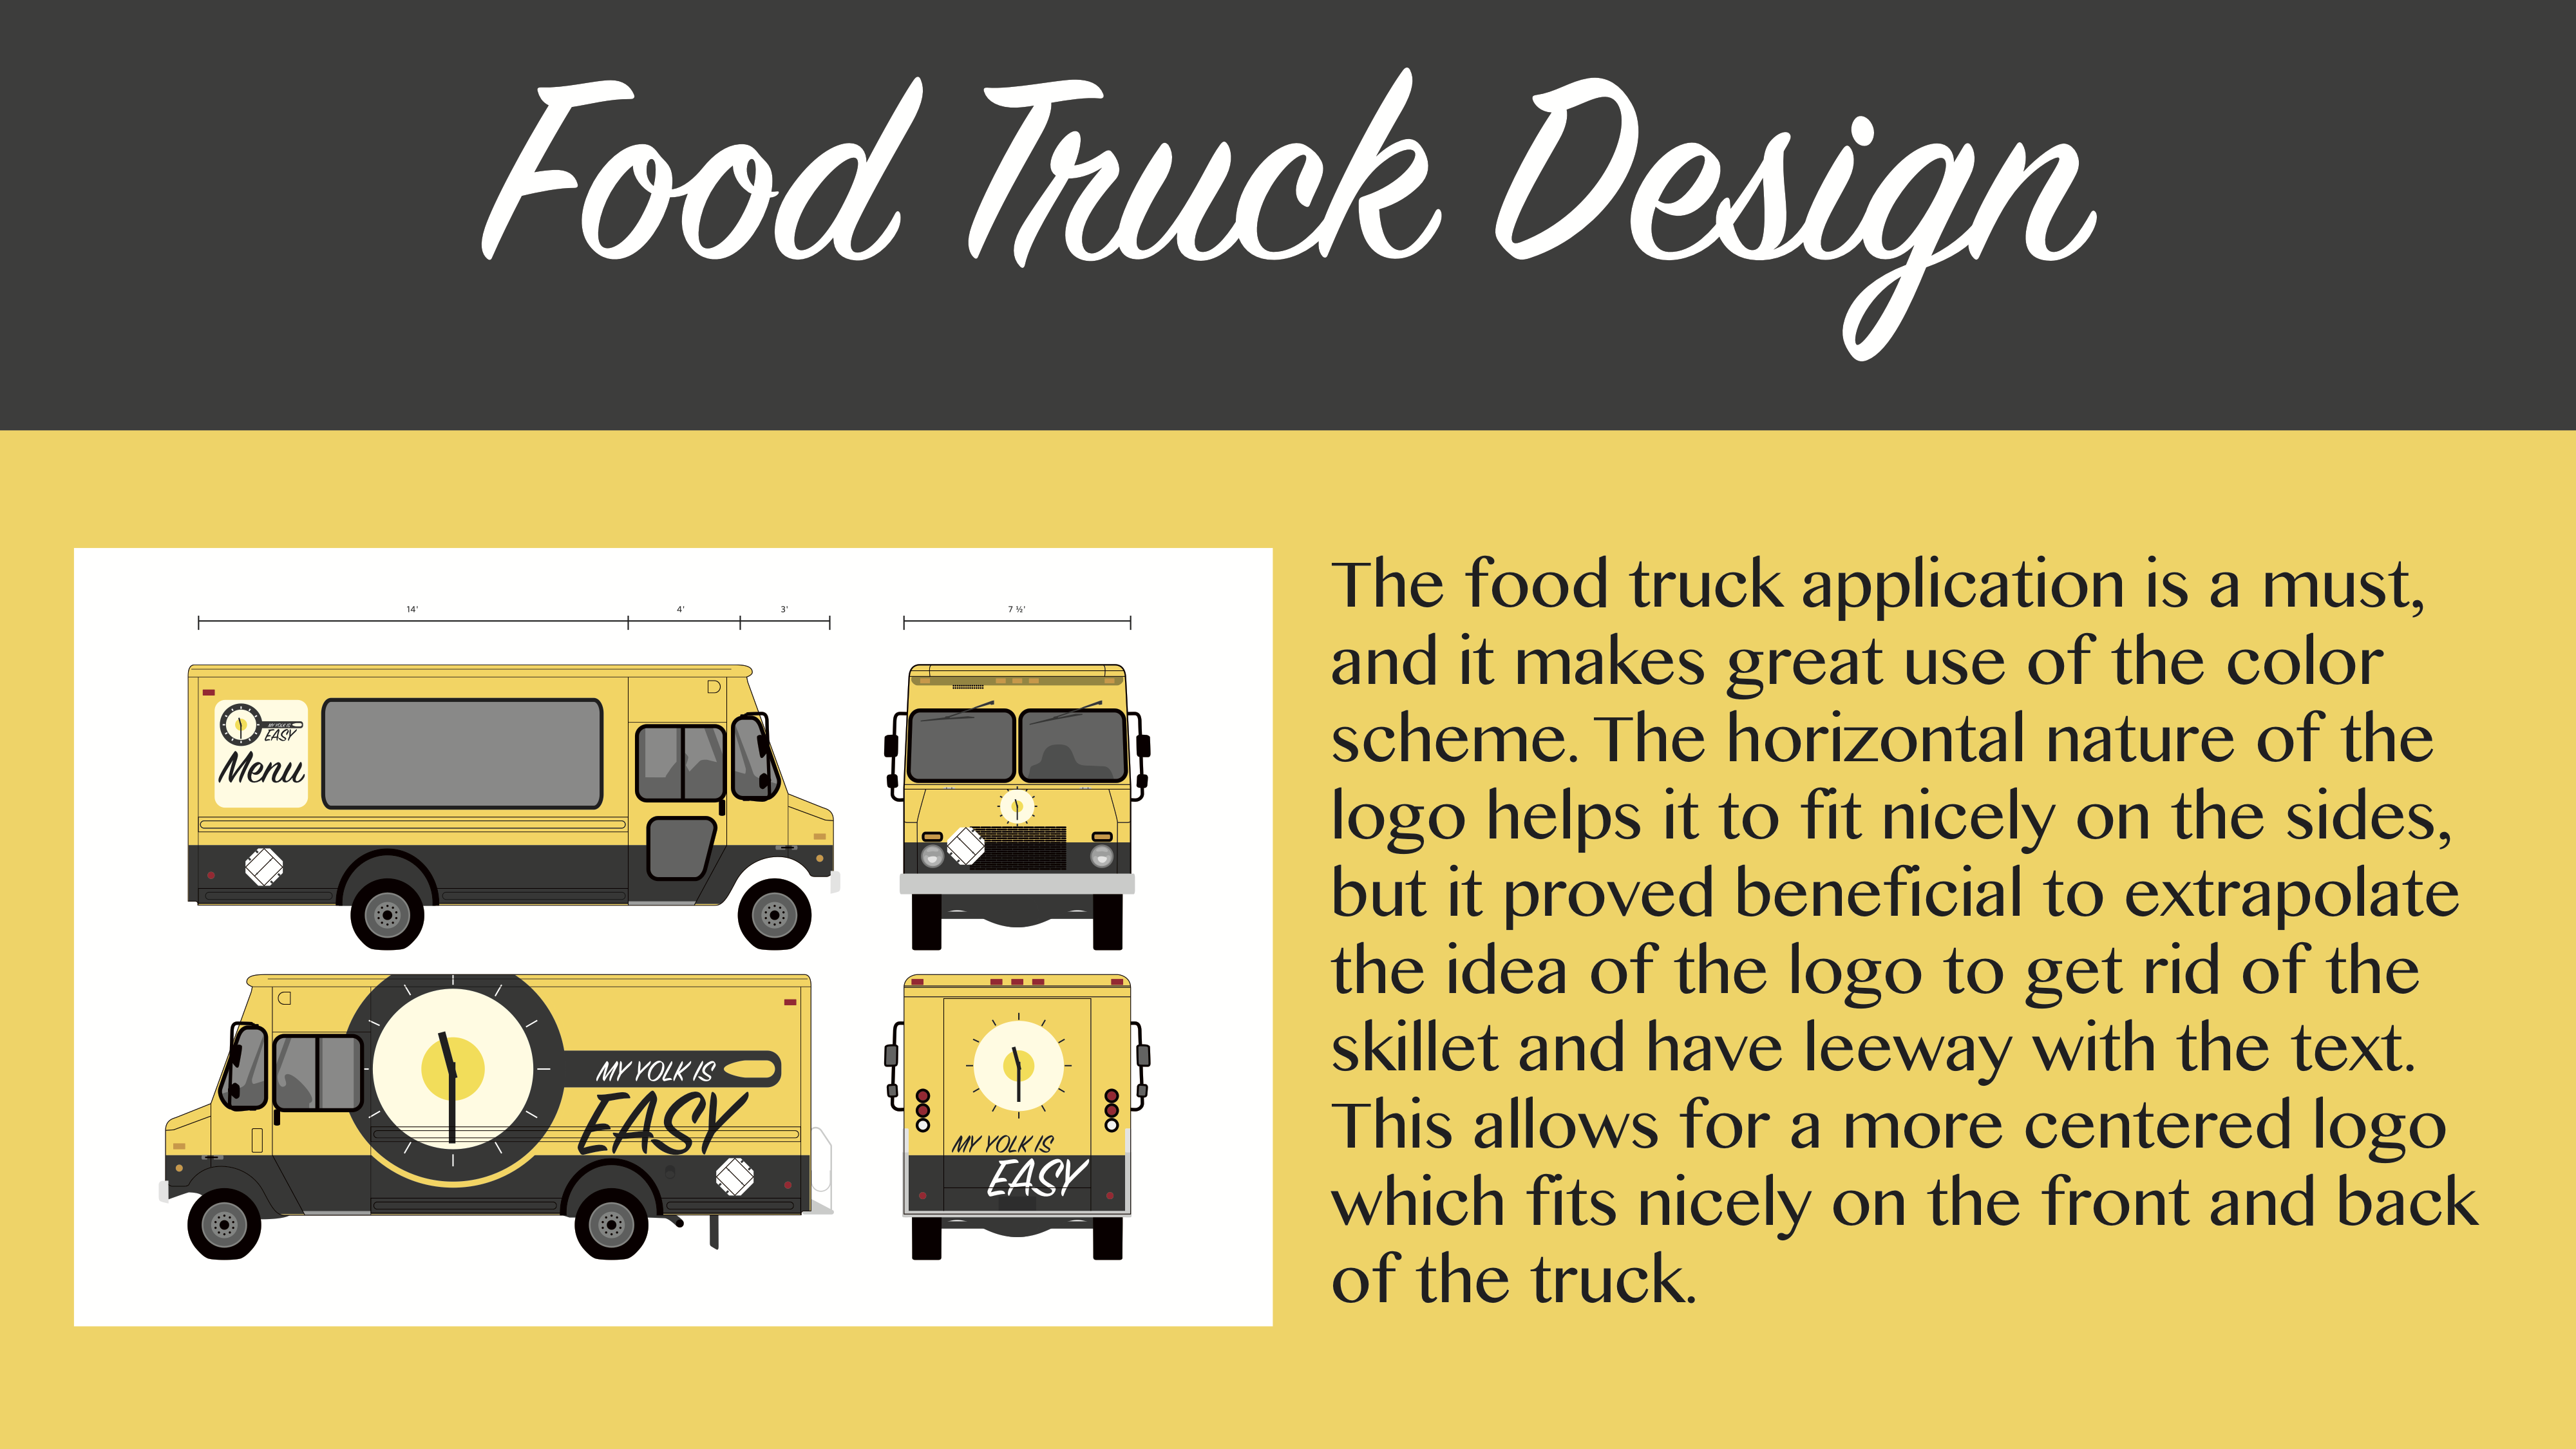 Food Truck Design
14'
4'
3'
7 ½'
MY YOLK IS
EASY
Menu
MY YOLK IS
EASY
MY YOLK IS
EASY
The food truck application is a must,
and it makes great use of the color
scheme. The horizontal nature of the
logo helps it to fit nicely on the sides,
but it proved beneficial to extrapolate
the idea of the logo to get rid of the
skillet and have leeway with the text.
This allows for a more centered logo
which fits nicely on the front and back
of the truck.